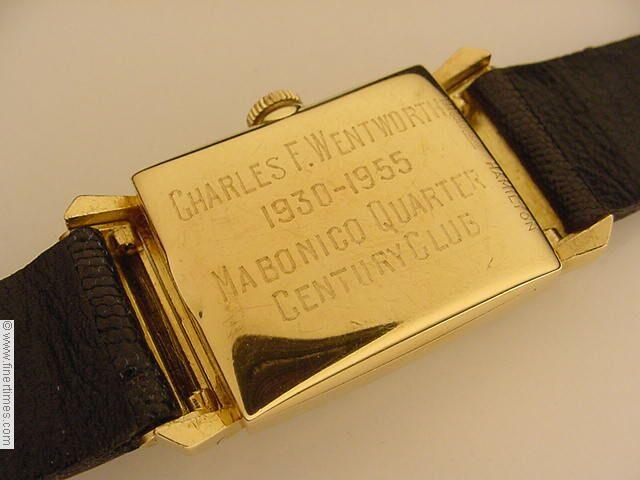 CHARLES F. WENTWORTH
1930-1955
MABONICO QUARTER
CENTURY CLUB
HAMILTON
© www.finertimes.com